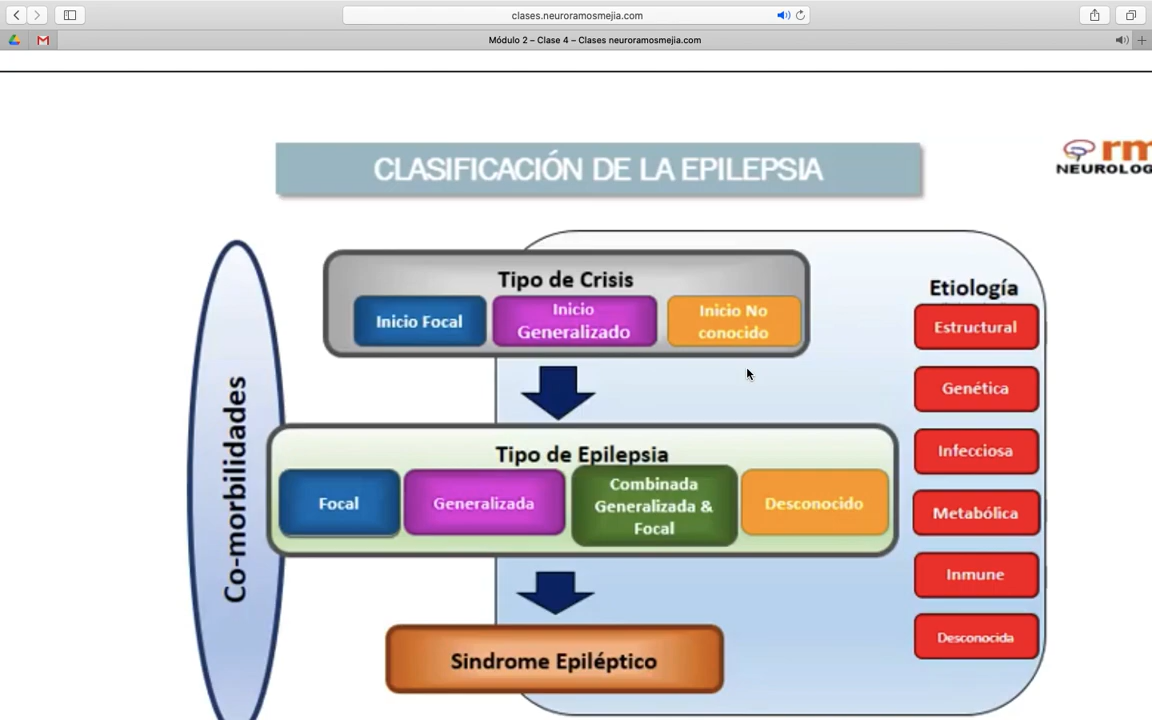 clases.neuroramosmejia.com
Módulo 2 – Clase 4 – Clases neuroramosmejia.com
CLASIFICACIÓN DE LA EPILEPSIA
rm
NEUROLOG
Tipo de Crisis
Inicio Focal
Inicio
Generalizado
Inicio No
conocido
Etiología
Estructural
Genética
Infecciosa
Metabólica
Inmune
Desconocida
Co-morbilidades
Tipo de Epilepsia
Focal
Generalizada
Combinada
Generalizada &
Focal
Desconocido
Sindrome Epiléptico